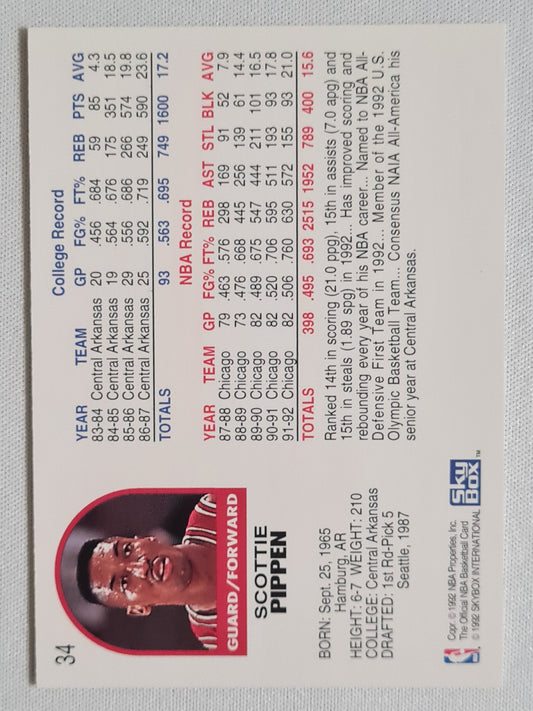 34
GUARD/FORWARD
SCOTTIE
PIPPEN
BORN: Sept. 25, 1965
Hamburg, AR
HEIGHT: 6-7 WEIGHT: 210
COLLEGE: Central Arkansas
DRAFTED: 1st Rd-Pick 5
Seattle, 1987
Copr. © 1992 NBA Properties, Inc.
The Official NBA Basketball Card
© 1992 SKYBOX INTERNATIONAL
NBA
SkyBox TM
College Record
YEAR TEAM GP FG% FT% REB PTS AVG
83-84 Central Arkansas 20 .456 .684 59 85 4.3
84-85 Central Arkansas 19 .564 .676 175 351 18.5
85-86 Central Arkansas 29 .556 .686 266 574 19.8
86-87 Central Arkansas 25 .592 .719 249 590 23.6
TOTALS 93 .563 .695 749 1600 17.2
NBA Record
YEAR TEAM GP FG% FT% REB AST STL BLK AVG
87-88 Chicago 79 .463 .576 298 169 91 52 7.9
88-89 Chicago 73 .476 .668 445 256 139 61 14.4
89-90 Chicago 82 .489 .675 547 444 211 101 16.5
90-91 Chicago 82 .520 .706 595 511 193 93 17.8
91-92 Chicago 82 .506 .760 630 572 155 93 21.0
TOTALS 398 .495 .693 2515 1952 789 400 15.6
Ranked 14th in scoring (21.0 ppg), 15th in assists (7.0 apg) and
15th in steals (1.89 spg) in 1992... Has improved scoring and
rebounding every year of his NBA career... Named to NBA All-
Defensive First Team in 1992... Member of the 1992 U.S.
Olympic Basketball Team.... Consensus NAIA All-America his
senior year at Central Arkansas.